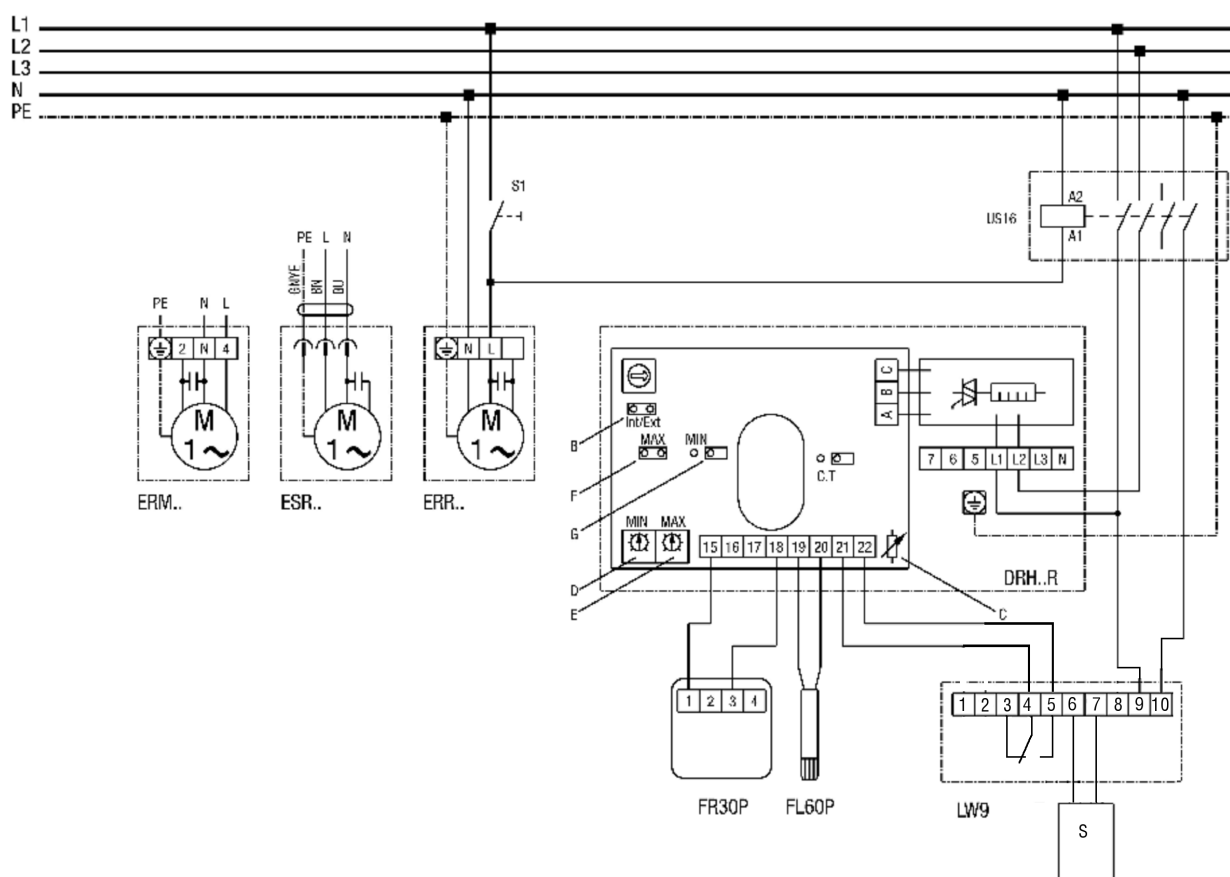 L1
L2
L3
N
PE
S1
A2
US16
A1
PE L N
GNYE BN BU
PE N L
2 N 4
N L
M
1~
M
1~
M
1~
ERM..
ESR..
ERR..
Int/Ext
MAX MIN
C.T
C
B
A
7 6 5 L1 L2 L3 N
B
F
G
MIN MAX
15 16 17 18 19 20 21 22
D
E
C
DRH..R
1 2 3 4
FR30P
FL60P
1 2 3 4 5 6 7 8 9 10
LW9
S